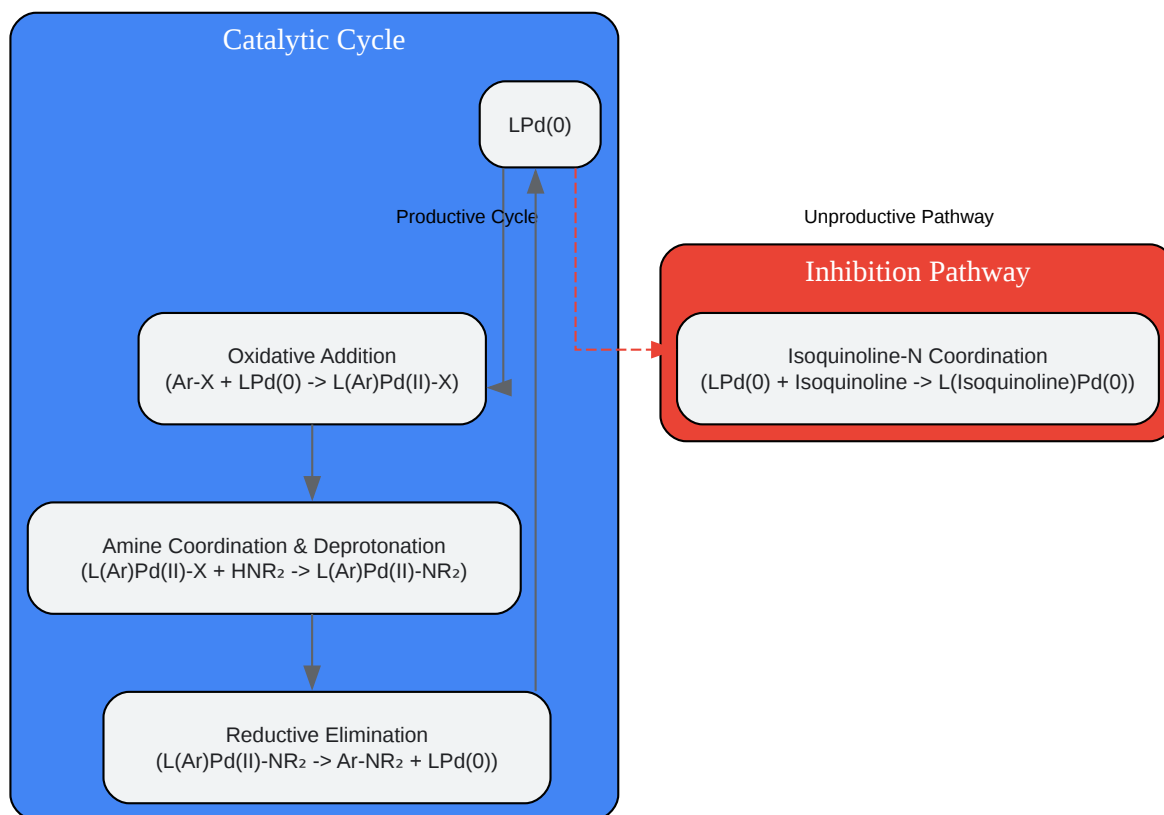 Catalytic Cycle
LPd(0)
Productive Cycle
Unproductive Pathway
Inhibition Pathway
Oxidative Addition
(Ar-X + LPd(0) -> L(Ar)Pd(II)-X)
Isoquinoline-N Coordination
(LPd(0) + Isoquinoline -> L(Isoquinoline)Pd(0))
Amine Coordination & Deprotonation
(L(Ar)Pd(II)-X + HNR₂ -> L(Ar)Pd(II)-NR₂)
Reductive Elimination
(L(Ar)Pd(II)-NR₂ -> Ar-NR₂ + LPd(0))